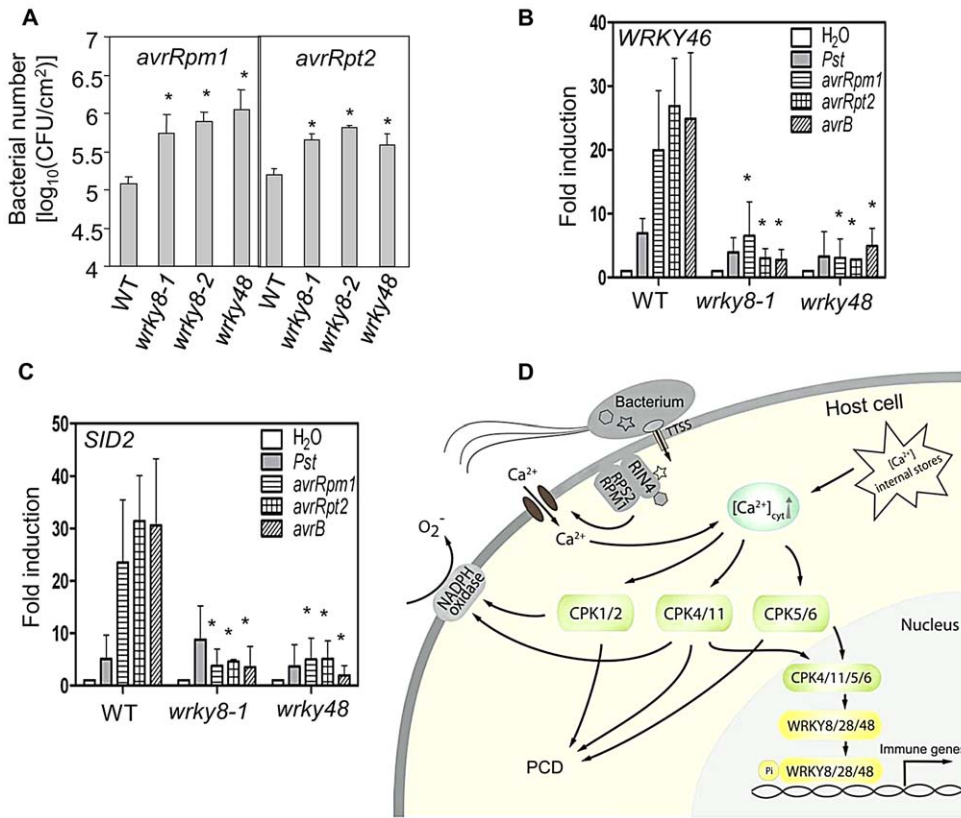 A
avrRpm1
avrRpt2
Bacterial number
[log10(CFU/cm²)]
7
6.5
6
5.5
5
4.5
4
WT
wrky8-1
wrky8-2
wrky48
WT
wrky8-1
wrky8-2
wrky48
* * * * * *
B
WRKY46
Fold induction
40
30
20
10
0
H2O
Pst
avrRpm1
avrRpt2
avrB
* * * * * *
WT wrky8-1 wrky48
C
SID2
Fold induction
50
40
30
20
10
0
H2O
Pst
avrRpm1
avrRpt2
avrB
* * * * * *
WT wrky8-1 wrky48
D
Bacterium
Host cell
TTSS
RIN4
RPS2
RPM1
[Ca²⁺]
internal stores
Ca²⁺
Ca²⁺
[Ca²⁺]cyt
O2⁻
NADPH
oxidase
CPK1/2
CPK4/11
CPK5/6
Nucleus
CPK4/11/5/6
WRKY8/28/48
Immune genes
Pi
WRKY8/28/48
PCD